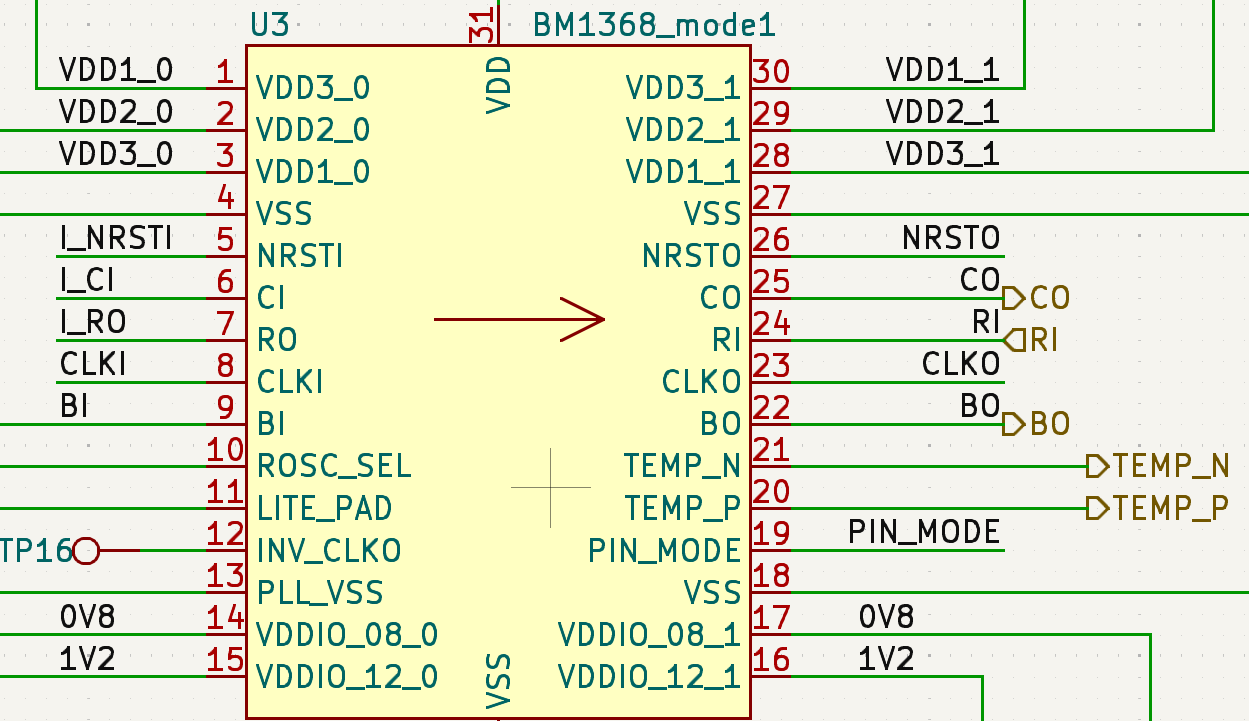 U3 31 BM1368_mode1
VDD
VDD1_0 1 VDD3_0 VDD3_1 30 VDD1_1
VDD2_0 2 VDD2_0 VDD2_1 29 VDD2_1
VDD3_0 3 VDD1_0 VDD1_1 28 VDD3_1
4 VSS VSS 27
I_NRSTI 5 NRSTI NRSTO 26 NRSTO
I_CI 6 CI CO 25 CO CO
I_RO 7 RO RI 24 RI RI
CLKI 8 CLKI CLKO 23 CLKO
BI 9 BI BO 22 BO BO
10 ROSC_SEL TEMP_N 21 TEMP_N
11 LITE_PAD TEMP_P 20 TEMP_P
TP16 12 INV_CLKO PIN_MODE 19 PIN_MODE
13 PLL_VSS VSS 18
0V8 14 VDDIO_08_0 VDDIO_08_1 17 0V8
1V2 15 VDDIO_12_0 VDDIO_12_1 16 1V2
VSS